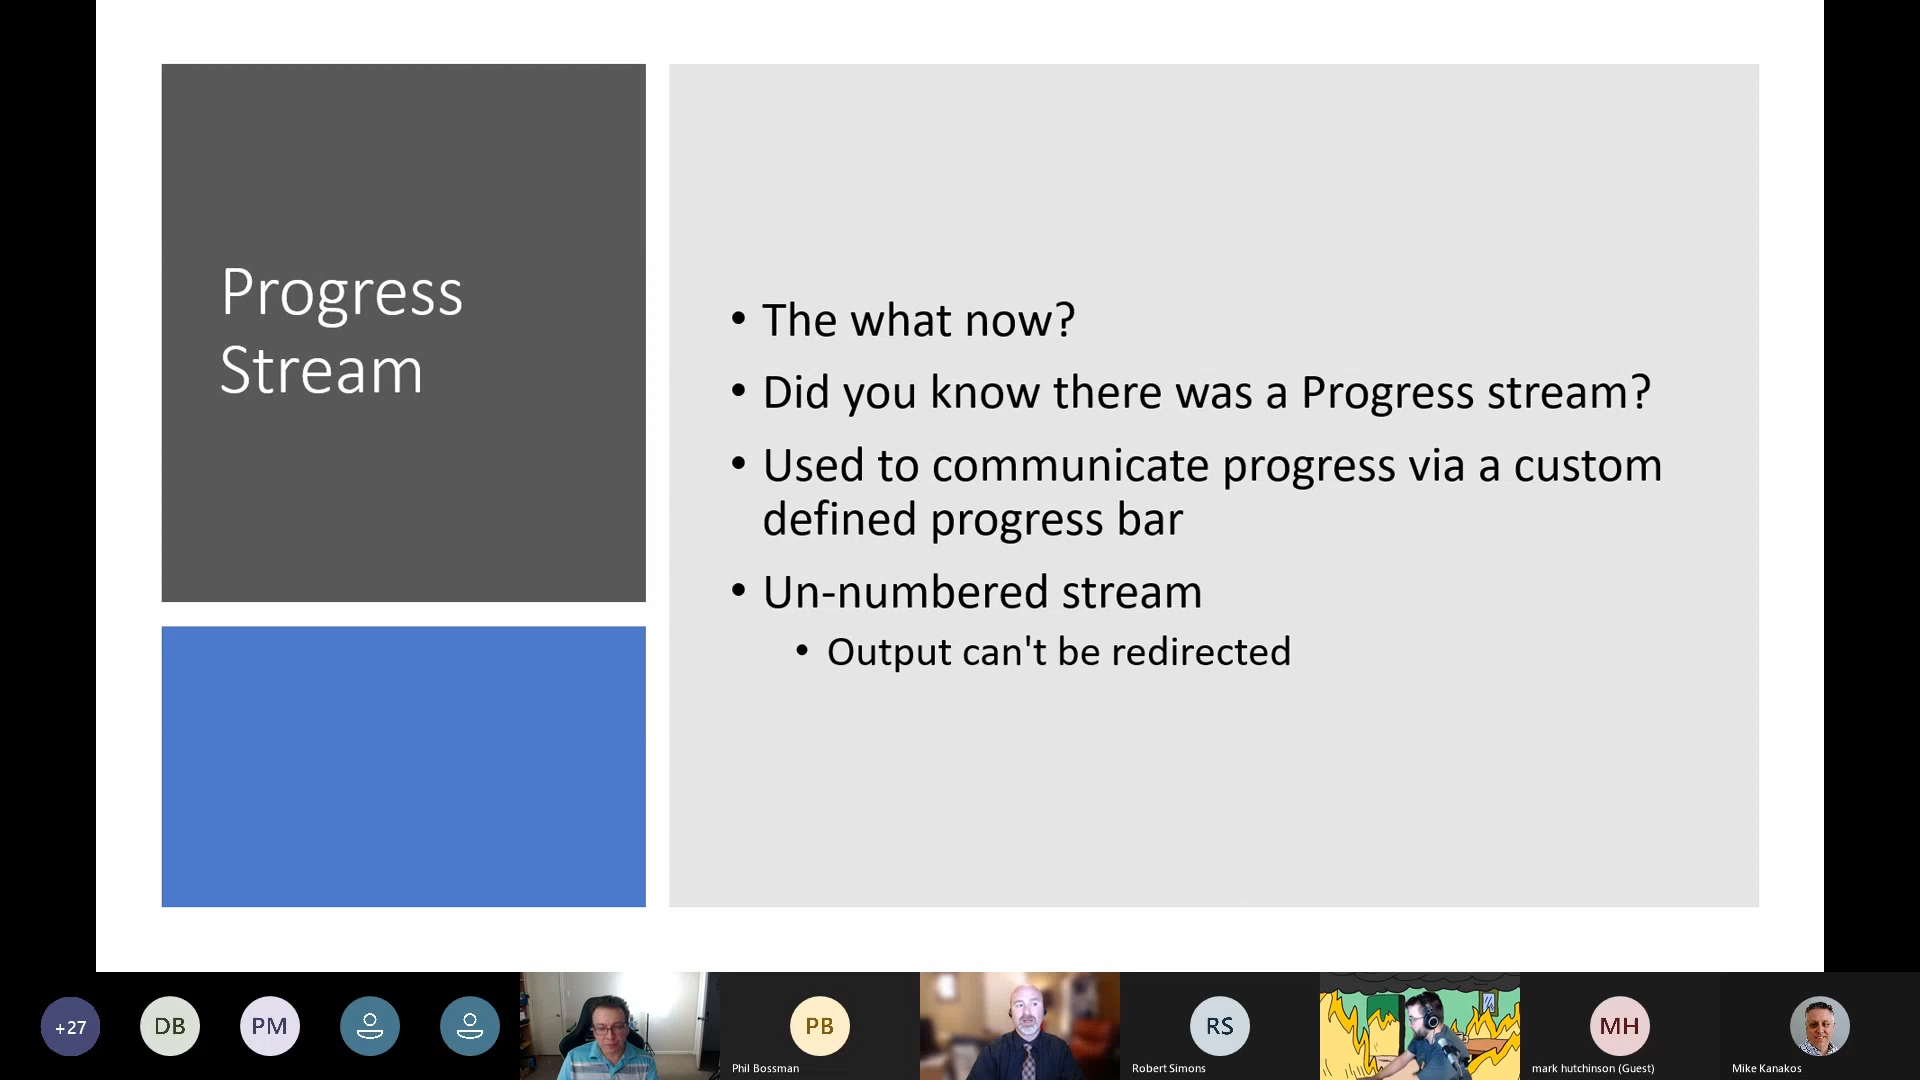 Progress
Stream
• The what now?
• Did you know there was a Progress stream?
• Used to communicate progress via a custom
defined progress bar
• Un-numbered stream
• Output can't be redirected
+27
DB
PM
PB
RS
MH
Phil Bossman
Robert Simons
mark hutchinson (Guest)
Mike Kanakos